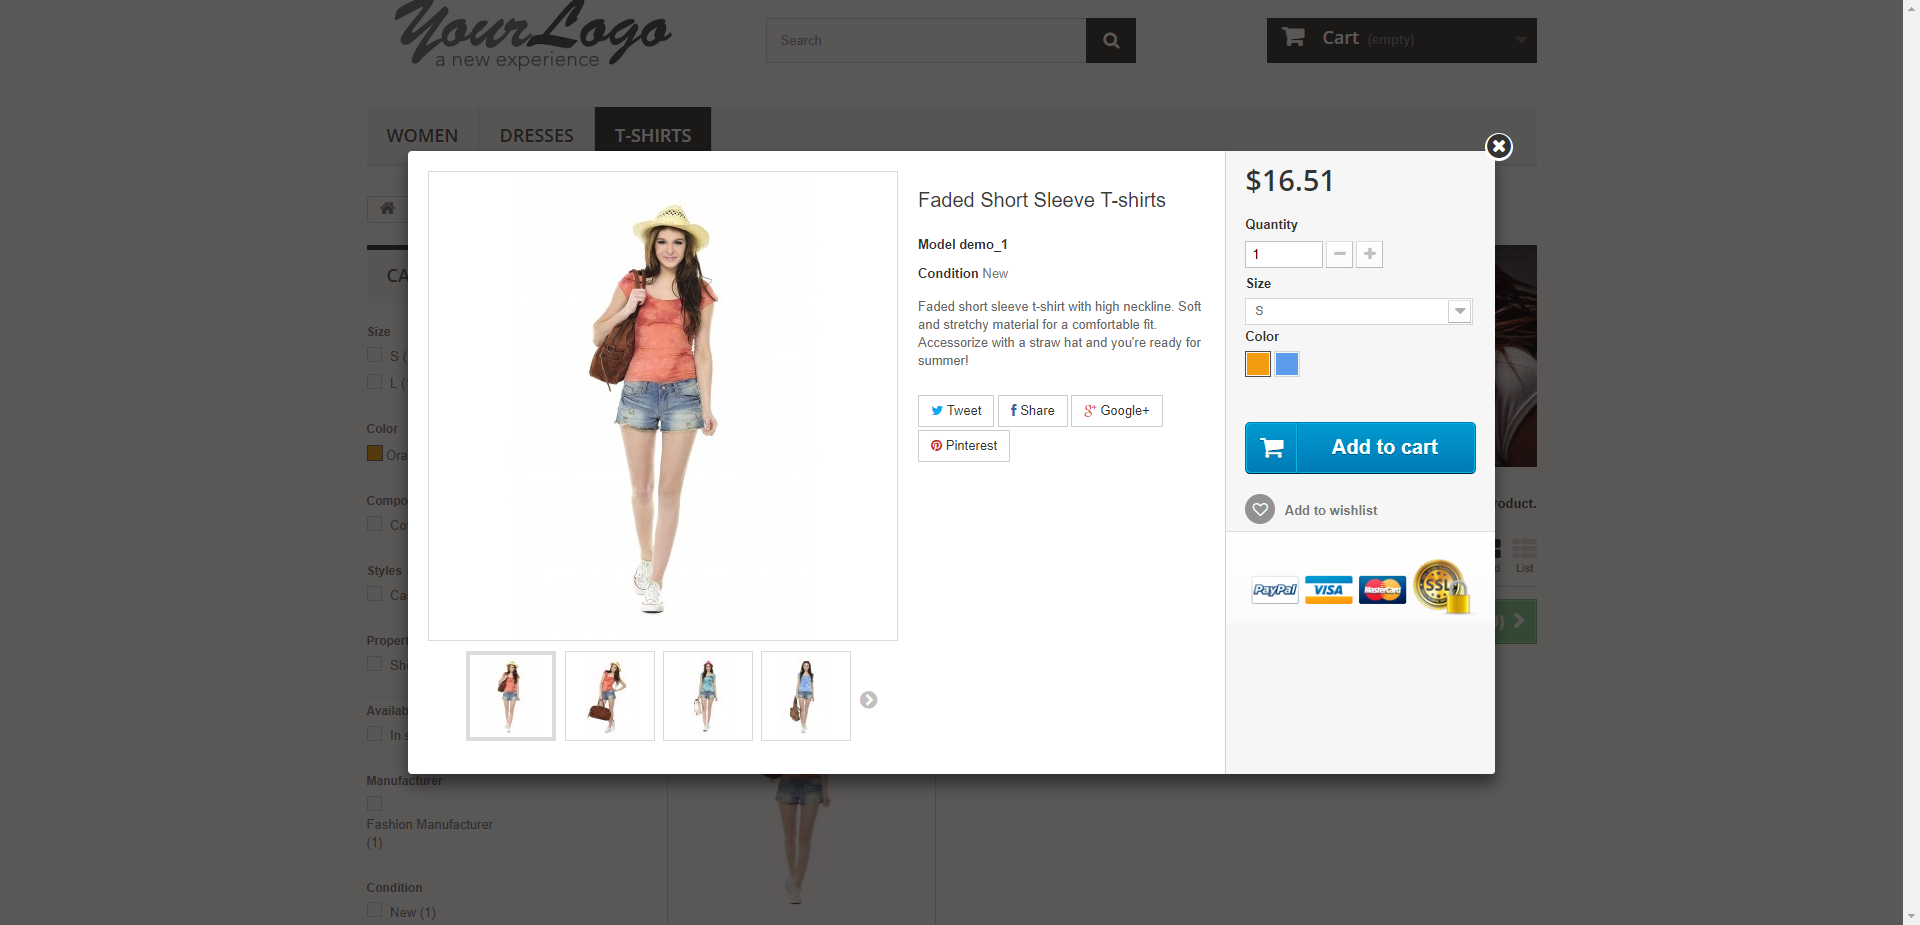 YourLogo
a new experience
Search
Cart (empty)
WOMEN
DRESSES
T-SHIRTS
CA
Size
S (
L (
Color
Ora
Compo
Co
Styles
Ca
Propert
Sh
Availab
In s
Manufacturer
Fashion Manufacturer
(1)
Condition
New (1)
Faded Short Sleeve T-shirts
Model demo_1
Condition New
Faded short sleeve t-shirt with high neckline. Soft
and stretchy material for a comfortable fit.
Accessorize with a straw hat and you're ready for
summer!
Tweet
Share
Google+
Pinterest
$16.51
Quantity
1
Size
S
Color
Add to cart
Add to wishlist
PayPal
VISA
MasterCard
SSL
roduct.
d
List
)